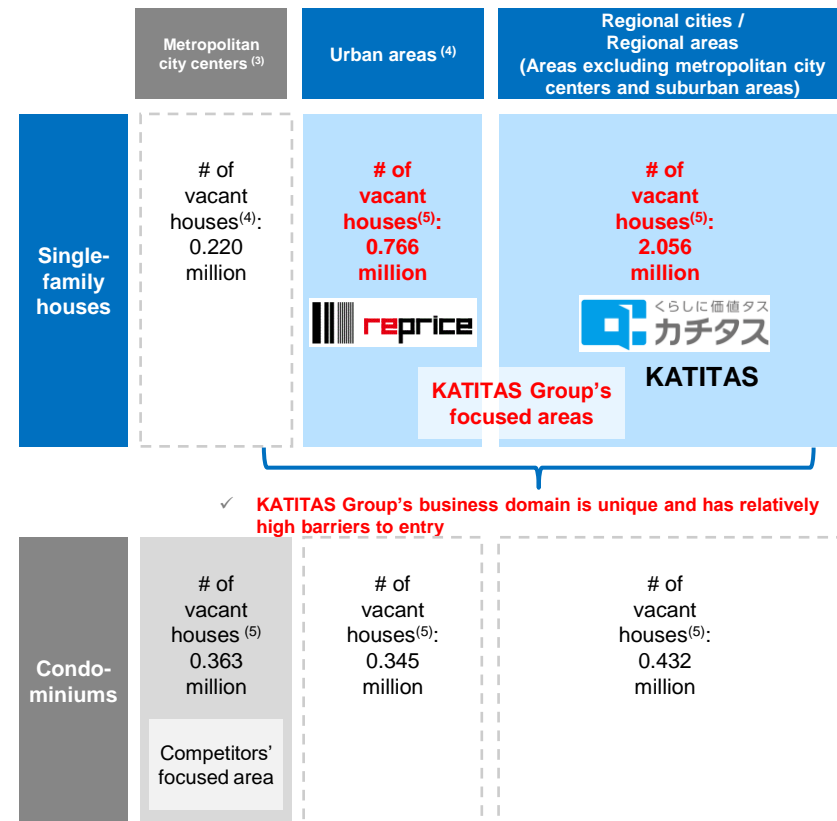 Metropolitan
city centers (3)
Urban areas (4)
Regional cities /
Regional areas
(Areas excluding metropolitan city
centers and suburban areas)
Single-
family
houses
# of
vacant
houses(4):
0.220
million
# of
vacant
houses(5):
0.766
million
reprice
# of
vacant
houses(5):
2.056
million
くらしに価値タス
カチタス
KATITAS
KATITAS Group's
focused areas
✓ KATITAS Group's business domain is unique and has relatively
high barriers to entry
Condo-
miniums
# of
vacant
houses (5)
0.363
million
Competitors'
focused area
# of
vacant
houses(5):
0.345
million
# of
vacant
houses(5):
0.432
million